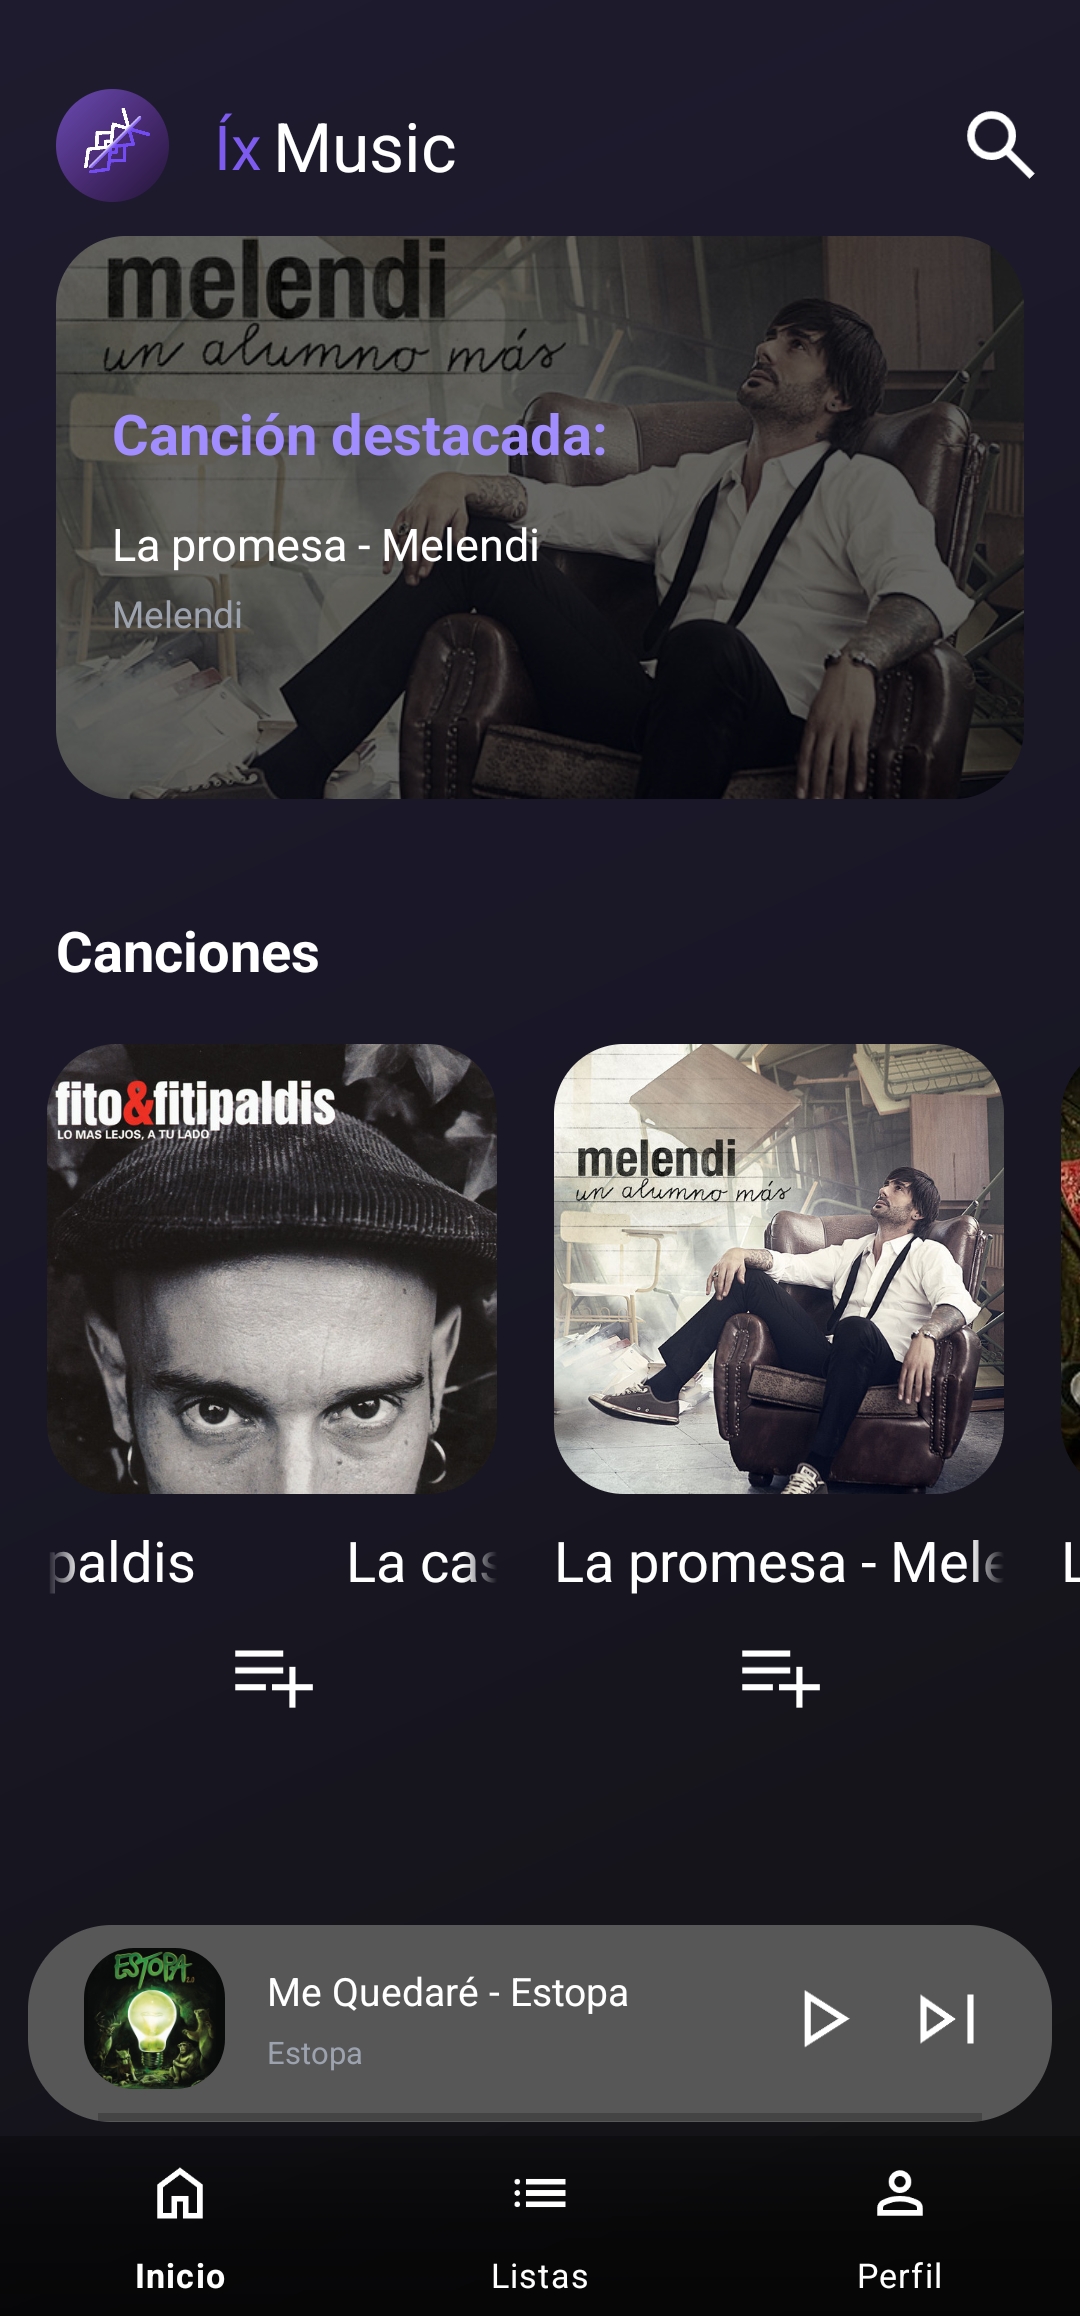 Íx Music
melendi
un alumno más
Canción destacada:
La promesa - Melendi
Melendi
Canciones
fito&fitipaldis
LO MAS LEJOS, A TU LADO
melendi
un alumno más
paldis La cas
La promesa - Mele
L
ESTOPA
2.0
Me Quedaré - Estopa
Estopa
Inicio
Listas
Perfil